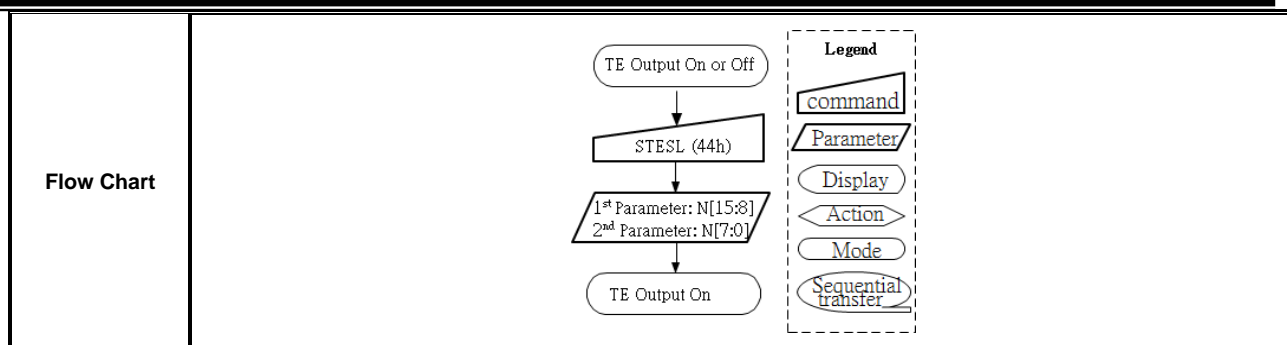 Flow Chart
TE Output On or Off
STESL (44h)
1st Parameter: N[15:8]
2nd Parameter: N[7:0]
TE Output On
Legend
command
Parameter
Display
Action
Mode
Sequential
transfer